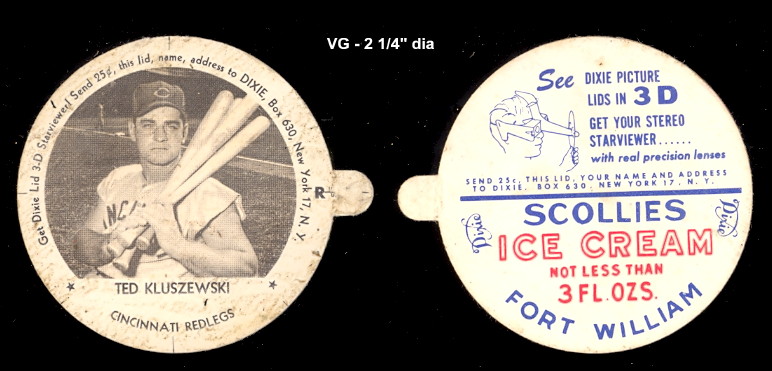 VG - 2 1/4" dia
Get Dixie Lid 3-D Starviewer! Send 25¢, this lid, name, address to DIXIE, Box 630, New York 17, N. Y.
R
CINC
TED KLUSZEWSKI
CINCINNATI REDLEGS
See DIXIE PICTURE
LIDS IN 3D
GET YOUR STEREO
STARVIEWER......
with real precision lenses
SEND 25¢, THIS LID, YOUR NAME AND ADDRESS
TO DIXIE, BOX 630, NEW YORK 17, N. Y.
SCOLLIES
Dixie
Dixie
ICE CREAM
NOT LESS THAN
3 FL. OZS.
FORT WILLIAM